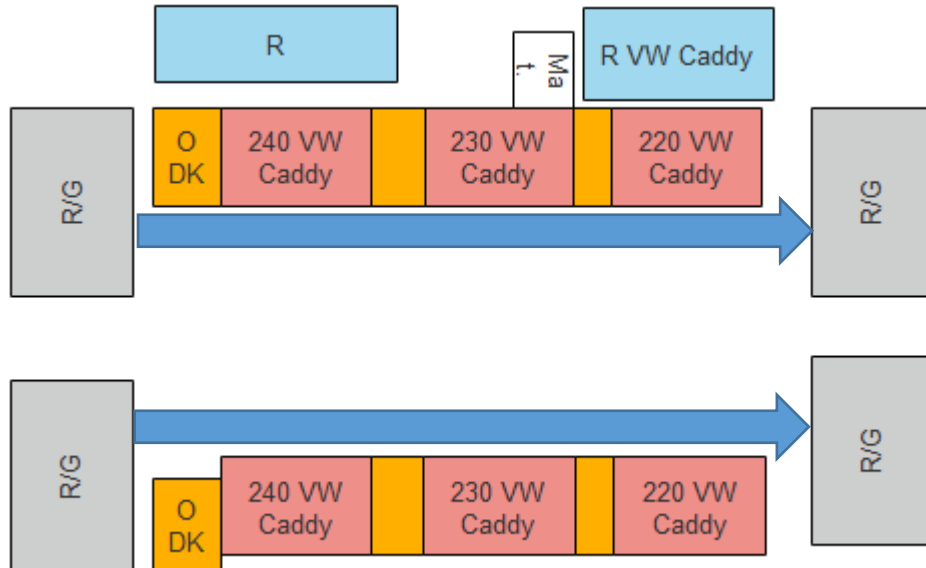 R
Ma
t.
R VW Caddy
R/G
O
DK
240 VW
Caddy
230 VW
Caddy
220 VW
Caddy
R/G
R/G
O
DK
240 VW
Caddy
230 VW
Caddy
220 VW
Caddy
R/G